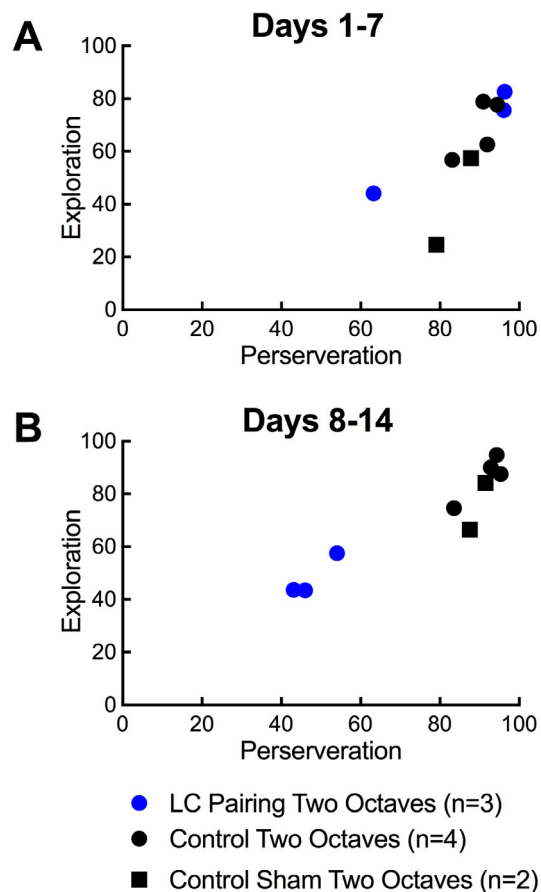 A
Days 1-7
100
80
60
40
20
0
Exploration
0 20 40 60 80 100
Perserveration
B
Days 8-14
100
80
60
40
20
0
Exploration
0 20 40 60 80 100
Perserveration
LC Pairing Two Octaves (n=3)
Control Two Octaves (n=4)
Control Sham Two Octaves (n=2)